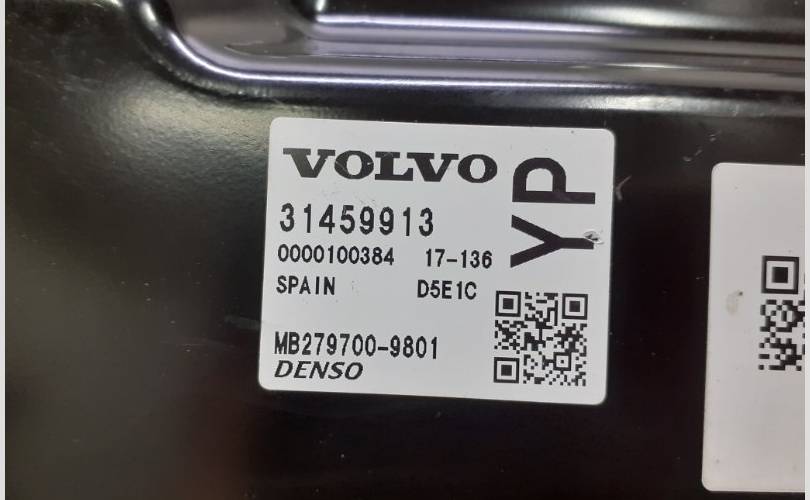 VOLVO
YP
31459913
0000100384 17-136
SPAIN D5E1C
MB279700-9801
DENSO